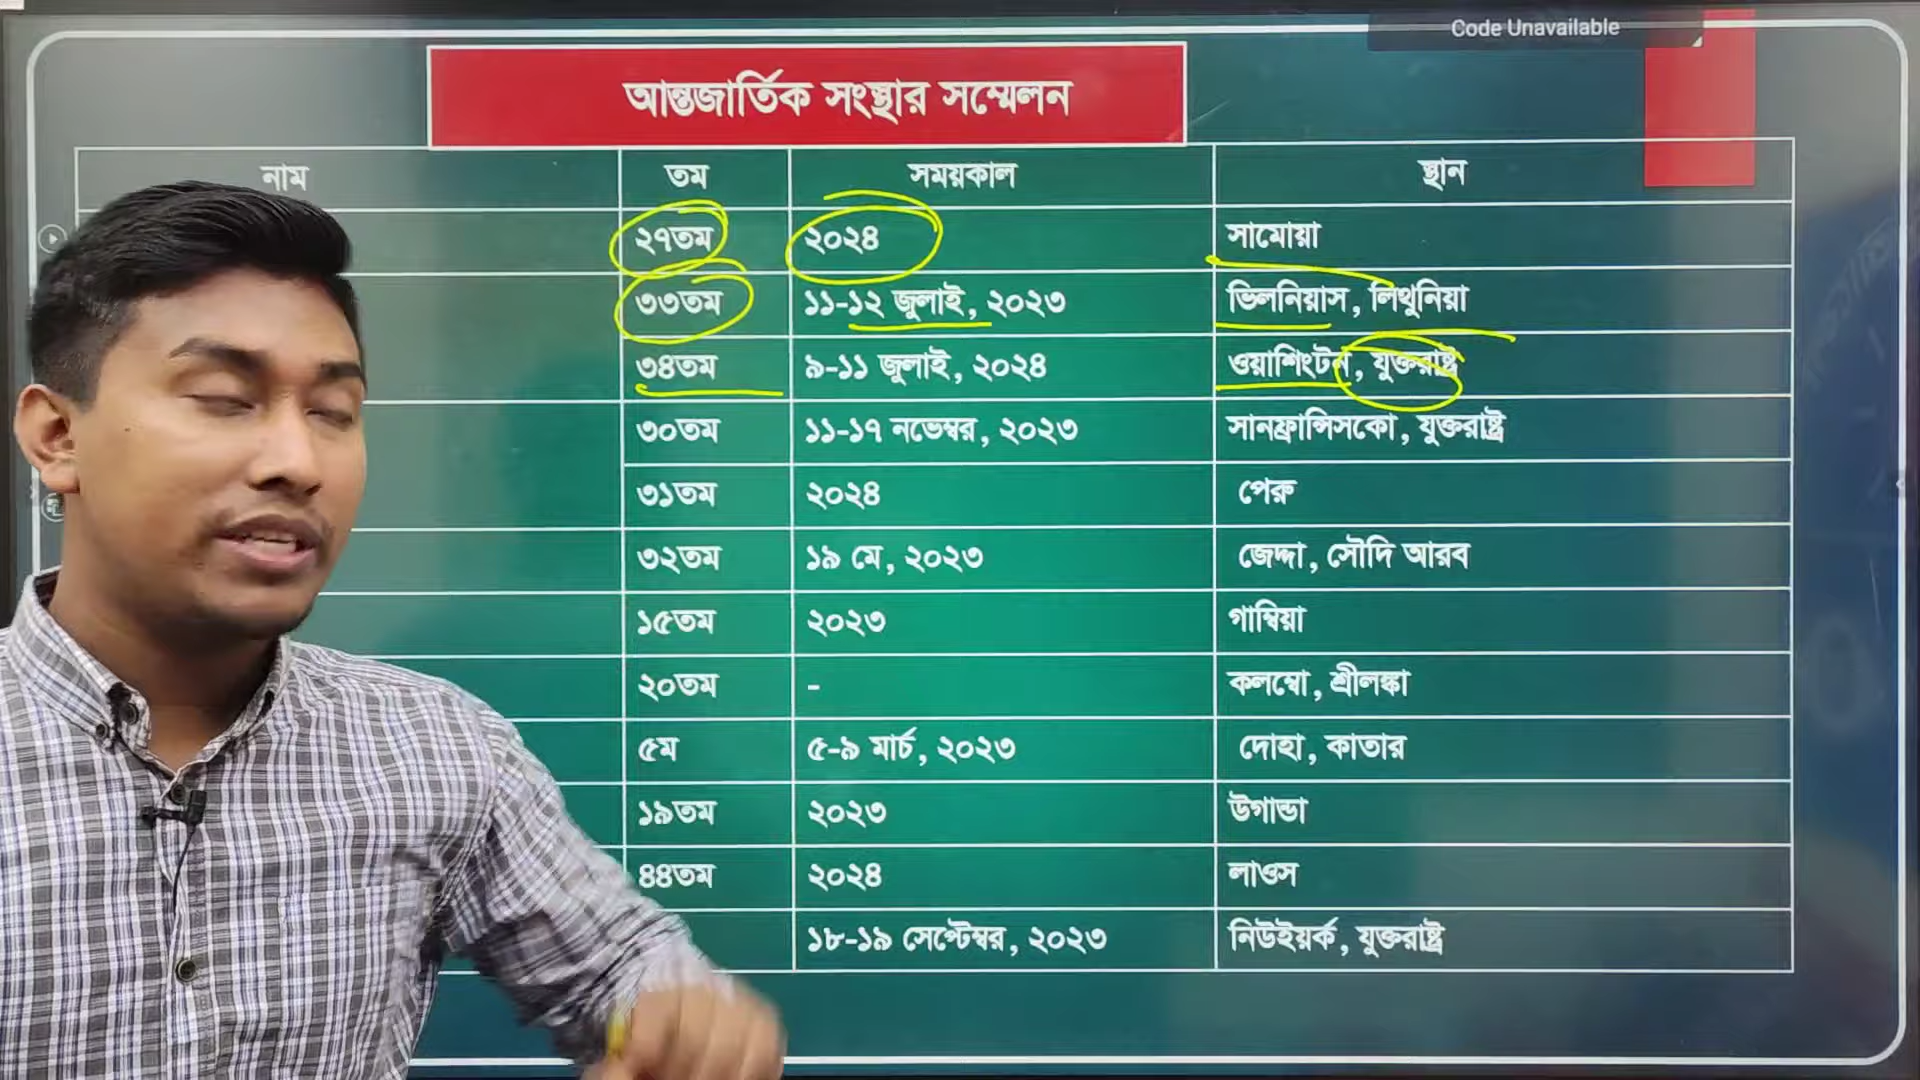 Code Unavailable
আন্তজার্তিক সংস্থার সম্মেলন
নাম তম সময়কাল স্থান
২৭তম ২০২৪ সামোয়া
৩৩তম ১১-১২ জুলাই, ২০২৩ ভিলনিয়াস, লিথুনিয়া
৩৪তম ৯-১১ জুলাই, ২০২৪ ওয়াশিংটন, যুক্তরাষ্ট্র
৩০তম ১১-১৭ নভেম্বর, ২০২৩ সানফ্রান্সিসকো, যুক্তরাষ্ট্র
৩১তম ২০২৪ পেরু
৩২তম ১৯ মে, ২০২৩ জেদ্দা, সৌদি আরব
১৫তম ২০২৩ গাম্বিয়া
২০তম - কলম্বো, শ্রীলঙ্কা
৫ম ৫-৯ মার্চ, ২০২৩ দোহা, কাতার
১৯তম ২০২৩ উগান্ডা
৪৪তম ২০২৪ লাওস
১৮-১৯ সেপ্টেম্বর, ২০২৩ নিউইয়র্ক, যুক্তরাষ্ট্র